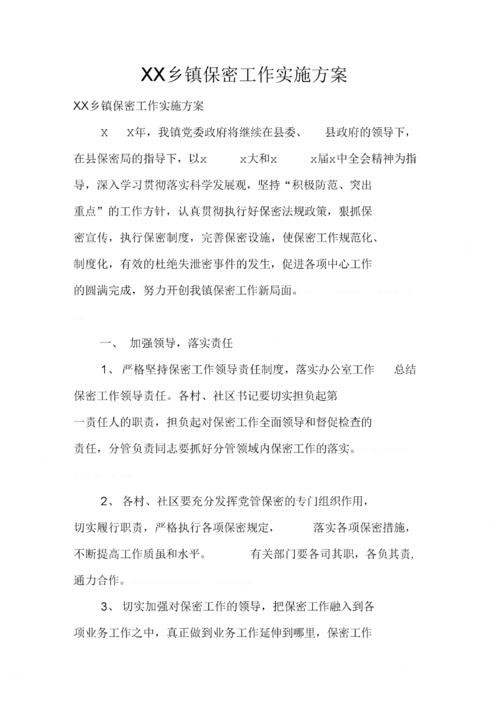 XX乡镇保密工作实施方案
XX乡镇保密工作实施方案
x X年，我镇党委政府将继续在县委、 县政府的领导下，
在县保密局的指导下，以x x大和x x届x中全会精神为指
导，深入学习贯彻落实科学发展观，坚持“积极防范、突出
重点”的工作方针，认真贯彻执行好保密法规政策，狠抓保
密宣传，执行保密制度，完善保密设施，使保密工作规范化、
制度化，有效的杜绝失泄密事件的发生，促进各项中心工作
的圆满完成，努力开创我镇保密工作新局面。
一、 加强领导，落实责任
1、 严格坚持保密工作领导责任制度，落实办公室工作 总结
保密工作领导责任。各村、社区书记要切实担负起第
一责任人的职责，担负起对保密工作全面领导和督促检查的
责任，分管负责同志要抓好分管领域内保密工作的落实。
2、 各村、社区要充分发挥党管保密的专门组织作用，
切实履行职责，严格执行各项保密规定， 落实各项保密措施，
不断提高工作质虽和水平。 有关部门要各司其职，各负其责,
通力合作。
3、 切实加强对保密工作的领导，把保密工作融入到各
项业务工作之中，真正做到业务工作延伸到哪里，保密工作